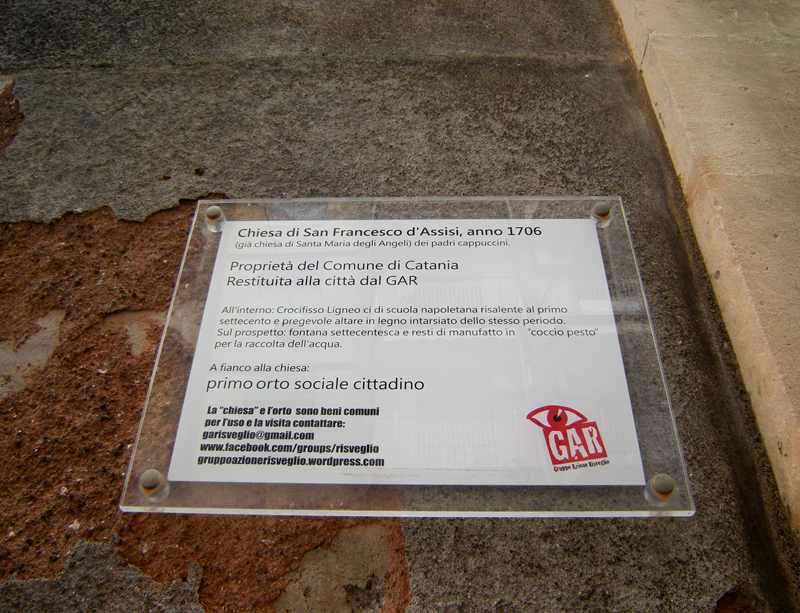 Chiesa di San Francesco d'Assisi, anno 1706
(già chiesa di Santa Maria degli Angeli) dei padri cappuccini.
Proprietà del Comune di Catania
Restituita alla città dal GAR
All'interno: Crocifisso Ligneo ci di scuola napoletana risalente al primo
settecento e pregevole altare in legno intarsiato dello stesso periodo.
Sul prospetto: fontana settecentesca e resti di manufatto in "coccio pesto"
per la raccolta dell'acqua.
A fianco alla chiesa:
primo orto sociale cittadino
La "chiesa" e l'orto sono beni comuni
per l'uso e la visita contattare:
garisveglio@gmail.com
www.facebook.com/groups/risveglio
gruppoazionerisveglio.wordpress.com
GAR
Gruppo Azione Risveglio